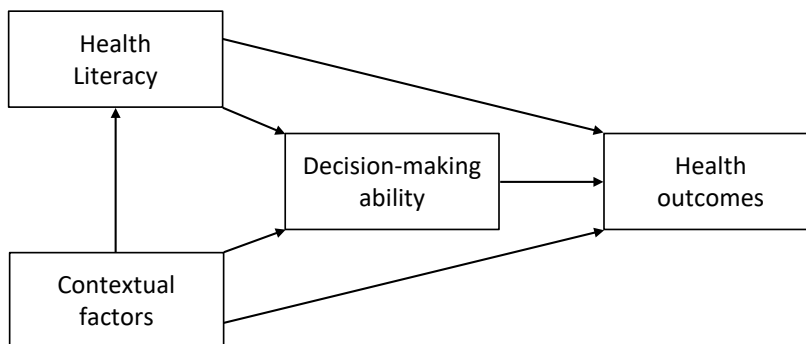 Health
Literacy
Decision-making
ability
Health
outcomes
Contextual
factors